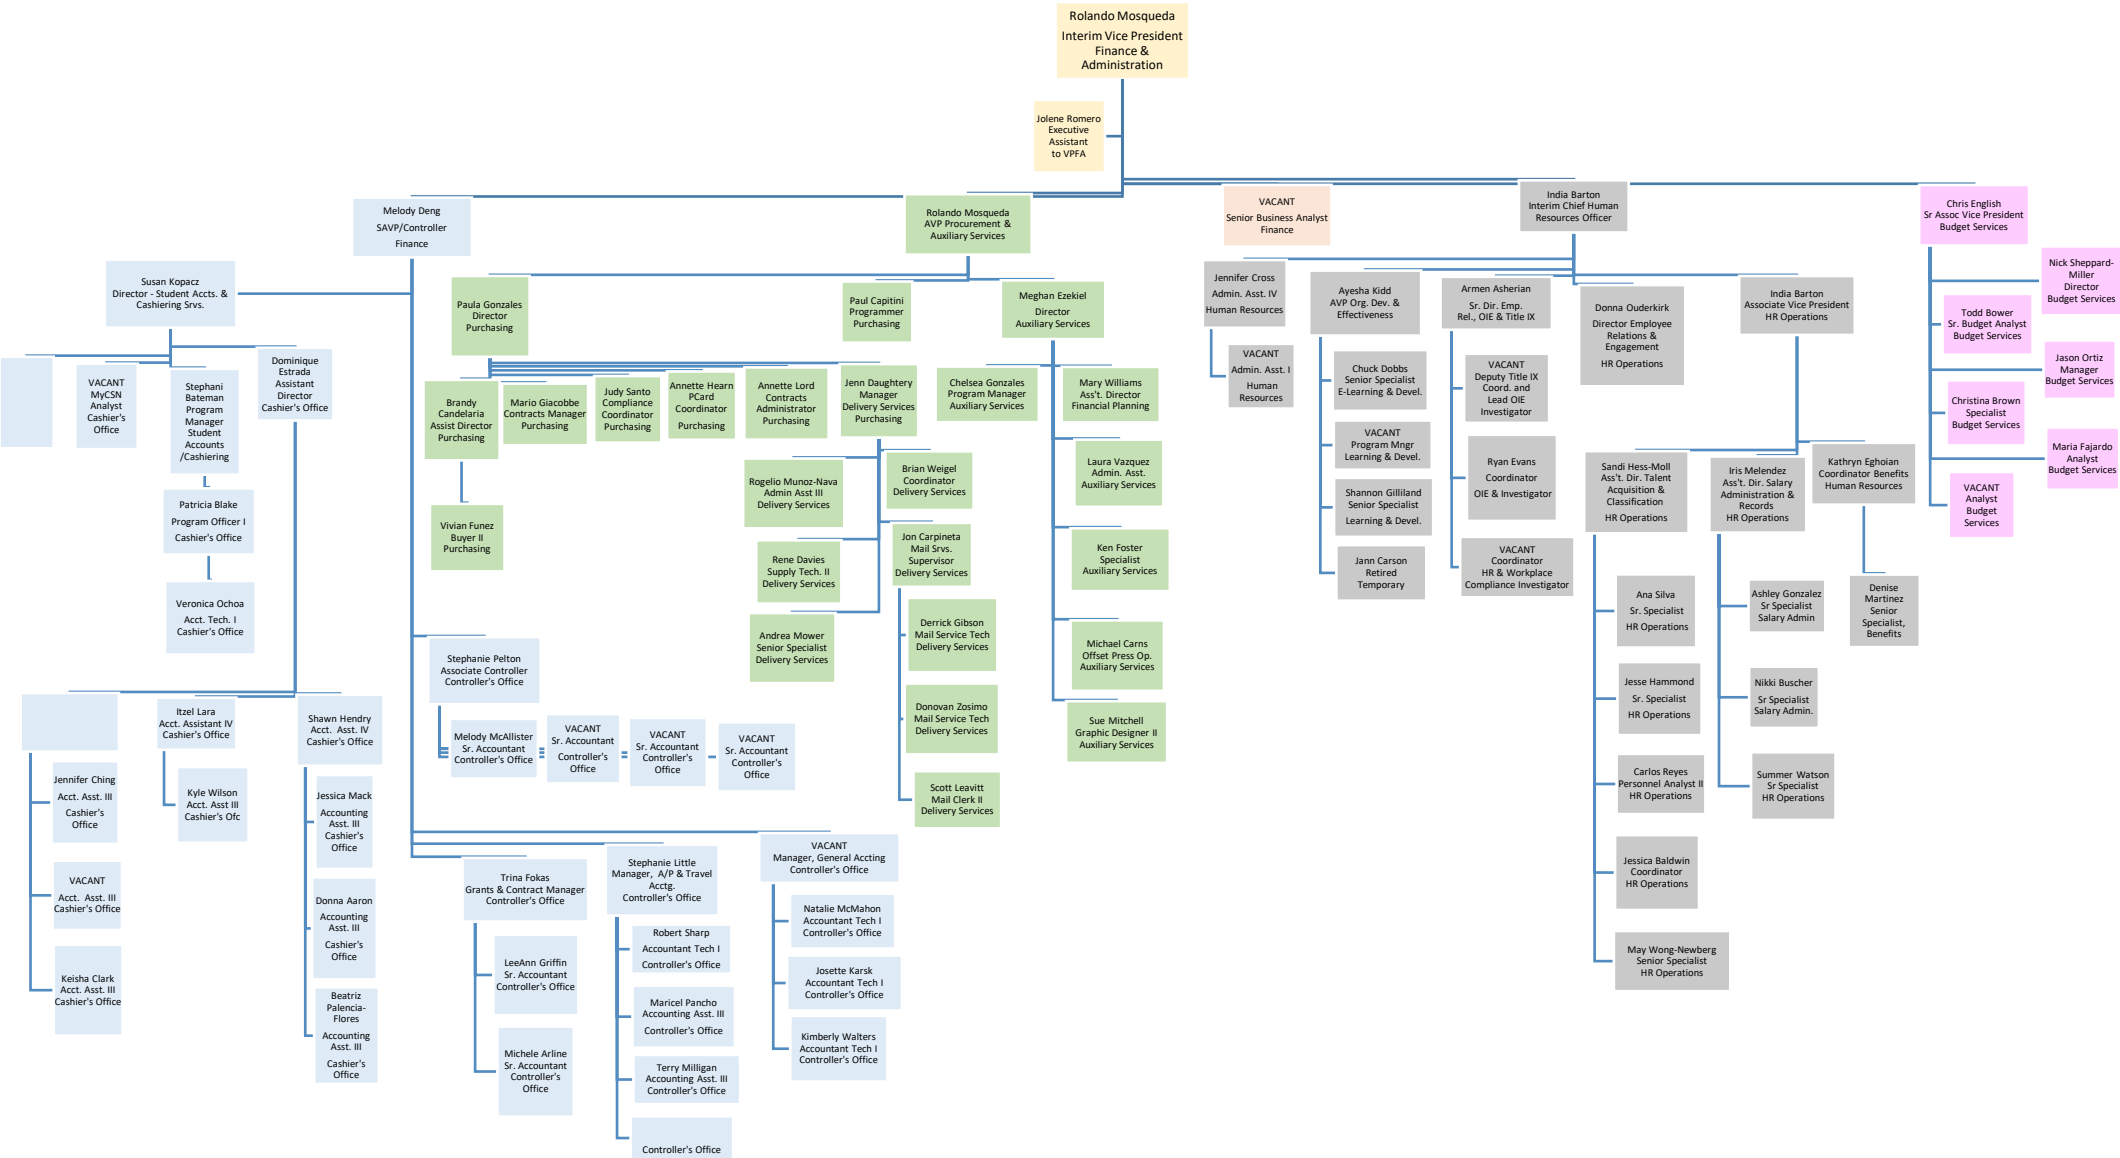 Rolando Mosqueda
Interim Vice President
Finance &
Administration
Jolene Romero
Executive
Assistant
to VPFA
Melody Deng
SAVP/Controller
Finance
Rolando Mosqueda
AVP Procurement &
Auxiliary Services
VACANT
Senior Business Analyst
Finance
India Barton
Interim Chief Human
Resources Officer
Chris English
Sr Assoc Vice President
Budget Services
Susan Kopacz
Director - Student Accts. &
Cashiering Srvs.
VACANT
MyCSN
Analyst
Cashier's
Office
Stephani
Bateman
Program
Manager
Student
Accounts
/Cashiering
Dominique
Estrada
Assistant
Director
Cashier's Office
Patricia Blake
Program Officer I
Cashier's Office
Veronica Ochoa
Acct. Tech. I
Cashier's Office
Itzel Lara
Acct. Assistant IV
Cashier's Office
Shawn Hendry
Acct.  Asst. IV
Cashier's Office
Jennifer Ching
Acct. Asst. III
Cashier's
Office
VACANT
Acct.  Asst. III
Cashier's Office
Keisha Clark
Acct. Asst. III
Cashier's Office
Kyle Wilson
Acct. Asst III
Cashier's Ofc
Jessica Mack
Accounting
Asst. III
Cashier's
Office
Donna Aaron
Accounting
Asst. III
Cashier's
Office
Beatriz
Palencia-
Flores
Accounting
Asst. III
Cashier's
Office
Stephanie Pelton
Associate Controller
Controller's Office
Melody McAllister
Sr. Accountant
Controller's Office
VACANT
Sr. Accountant
Controller's
Office
VACANT
Sr. Accountant
Controller's
Office
VACANT
Sr. Accountant
Controller's
Office
Trina Fokas
Grants & Contract Manager
Controller's Office
LeeAnn Griffin
Sr. Accountant
Controller's Office
Michele Arline
Sr. Accountant
Controller's
Office
Stephanie Little
Manager,  A/P & Travel
Acctg.
Controller's Office
Robert Sharp
Accountant Tech I
Controller's Office
Maricel Pancho
Accounting Asst. III
Controller's Office
Terry Milligan
Accounting Asst. III
Controller's Office
Controller's Office
VACANT
Manager, General Accting
Controller's Office
Natalie McMahon
Accountant Tech I
Controller's Office
Josette Karsk
Accountant Tech I
Controller's Office
Kimberly Walters
Accountant Tech I
Controller's Office
Paula Gonzales
Director
Purchasing
Paul Capitini
Programmer
Purchasing
Meghan Ezekiel
Director
Auxiliary Services
Brandy
Candelaria
Assist Director
Purchasing
Mario Giacobbe
Contracts Manager
Purchasing
Judy Santo
Compliance
Coordinator
Purchasing
Annette Hearn
PCard
Coordinator
Purchasing
Annette Lord
Contracts
Administrator
Purchasing
Jenn Daughtery
Manager
Delivery Services
Purchasing
Vivian Funez
Buyer II
Purchasing
Rogelio Munoz-Nava
Admin Asst III
Delivery Services
Brian Weigel
Coordinator
Delivery Services
Rene Davies
Supply Tech. II
Delivery Services
Jon Carpineta
Mail Srvs.
Supervisor
Delivery Services
Andrea Mower
Senior Specialist
Delivery Services
Derrick Gibson
Mail Service Tech
Delivery Services
Donovan Zosimo
Mail Service Tech
Delivery Services
Scott Leavitt
Mail Clerk II
Delivery Services
Chelsea Gonzales
Program Manager
Auxiliary Services
Mary Williams
Ass't. Director
Financial Planning
Laura Vazquez
Admin. Asst.
Auxiliary Services
Ken Foster
Specialist
Auxiliary Services
Michael Carns
Offset Press Op.
Auxiliary Services
Sue Mitchell
Graphic Designer II
Auxiliary Services
Jennifer Cross
Admin. Asst. IV
Human Resources
VACANT
Admin. Asst. I
Human
Resources
Ayesha Kidd
AVP Org. Dev. &
Effectiveness
Chuck Dobbs
Senior Specialist
E-Learning & Devel.
VACANT
Program Mngr
Learning & Devel.
Shannon Gilliland
Senior Specialist
Learning & Devel.
Jann Carson
Retired
Temporary
Armen Asherian
Sr. Dir. Emp.
Rel., OIE & Title IX
VACANT
Deputy Title IX
Coord. and
Lead OIE
Investigator
Ryan Evans
Coordinator
OIE & Investigator
VACANT
Coordinator
HR & Workplace
Compliance Investigator
Donna Ouderkirk
Director Employee
Relations &
Engagement
HR Operations
India Barton
Associate Vice President
HR Operations
Sandi Hess-Moll
Ass't. Dir. Talent
Acquisition &
Classification
HR Operations
Iris Melendez
Ass't. Dir. Salary
Administration &
Records
HR Operations
Kathryn Eghoian
Coordinator Benefits
Human Resources
Ana Silva
Sr. Specialist
HR Operations
Jesse Hammond
Sr. Specialist
HR Operations
Carlos Reyes
Personnel Analyst II
HR Operations
Jessica Baldwin
Coordinator
HR Operations
May Wong-Newberg
Senior Specialist
HR Operations
Ashley Gonzalez
Sr Specialist
Salary Admin
Nikki Buscher
Sr Specialist
Salary Admin.
Summer Watson
Sr Specialist
HR Operations
Denise
Martinez
Senior
Specialist,
Benefits
Nick Sheppard-
Miller
Director
Budget Services
Todd Bower
Sr. Budget Analyst
Budget Services
Jason Ortiz
Manager
Budget Services
Christina Brown
Specialist
Budget Services
Maria Fajardo
Analyst
Budget Services
VACANT
Analyst
Budget
Services